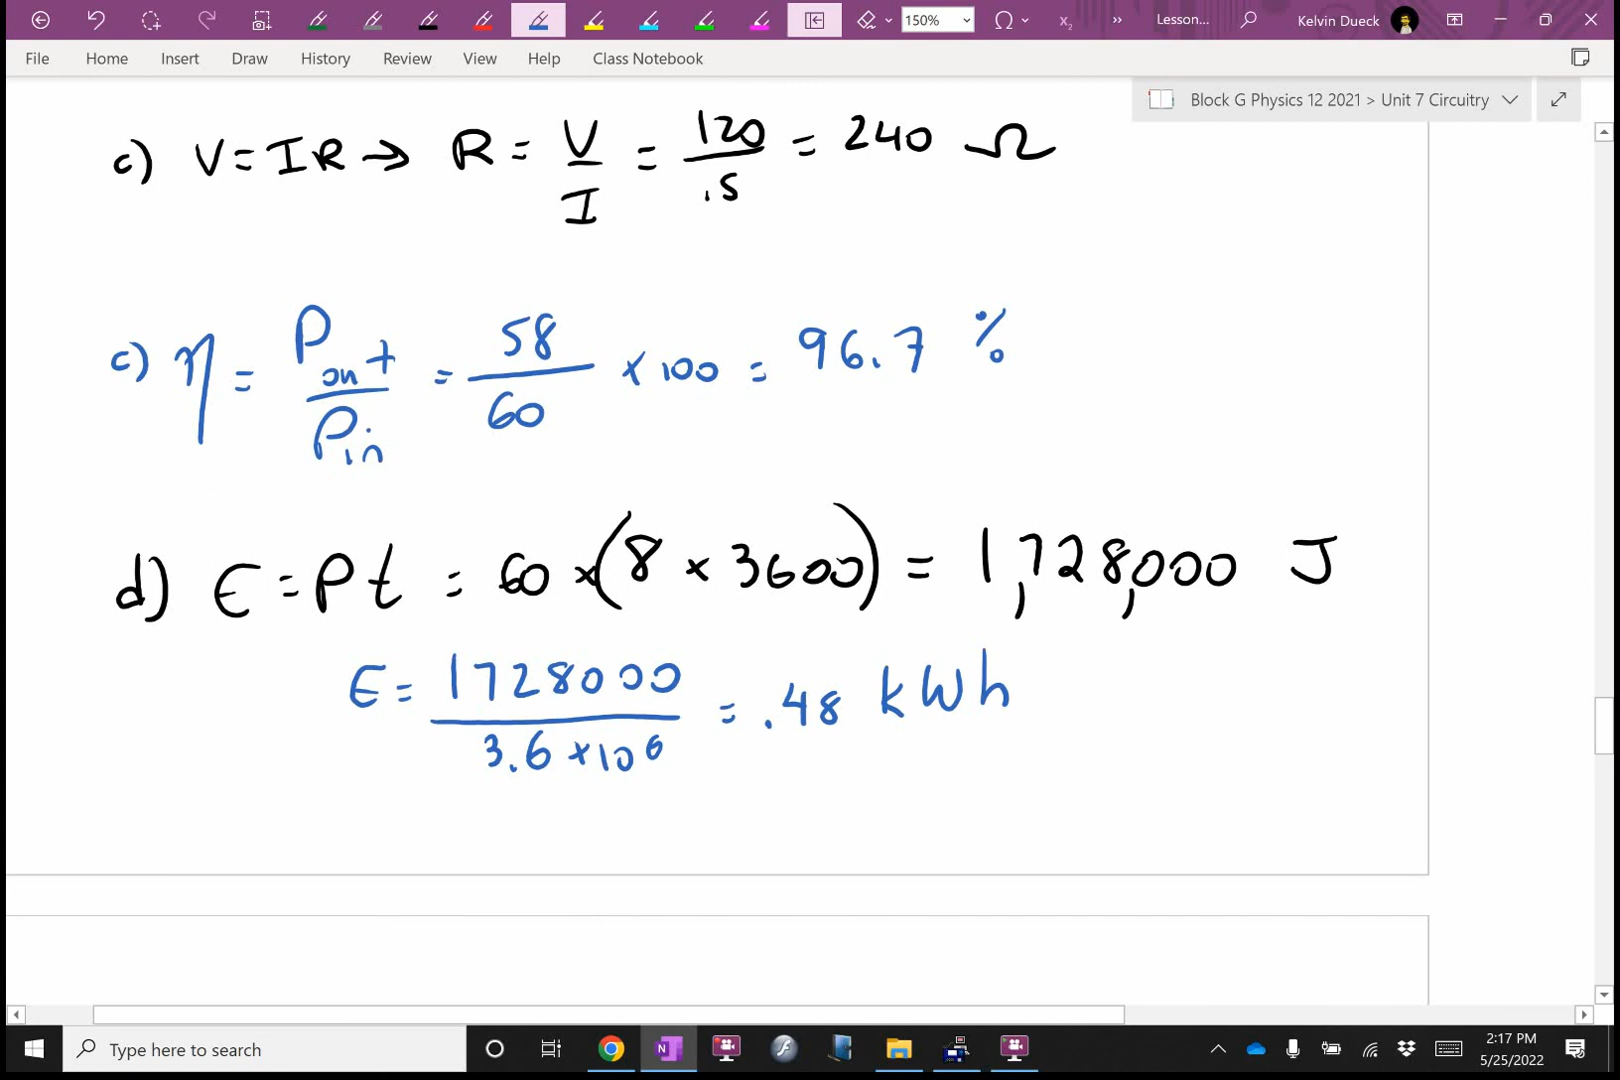 150%
Ω
x₂
»
Lesson...
Kelvin Dueck
File Home Insert Draw History Review View Help Class Notebook
Block G Physics 12 2021 > Unit 7 Circuitry
c) V = IR → R = V/I = 120/.5 = 240 Ω
c) η = Pout/Pin = 58/60 × 100 = 96.7 %
d) E = Pt = 60 × (8 × 3600) = 1,728,000 J
E = 1728000/3.6 × 10⁶ = .48 kWh
Type here to search
2:17 PM
5/25/2022